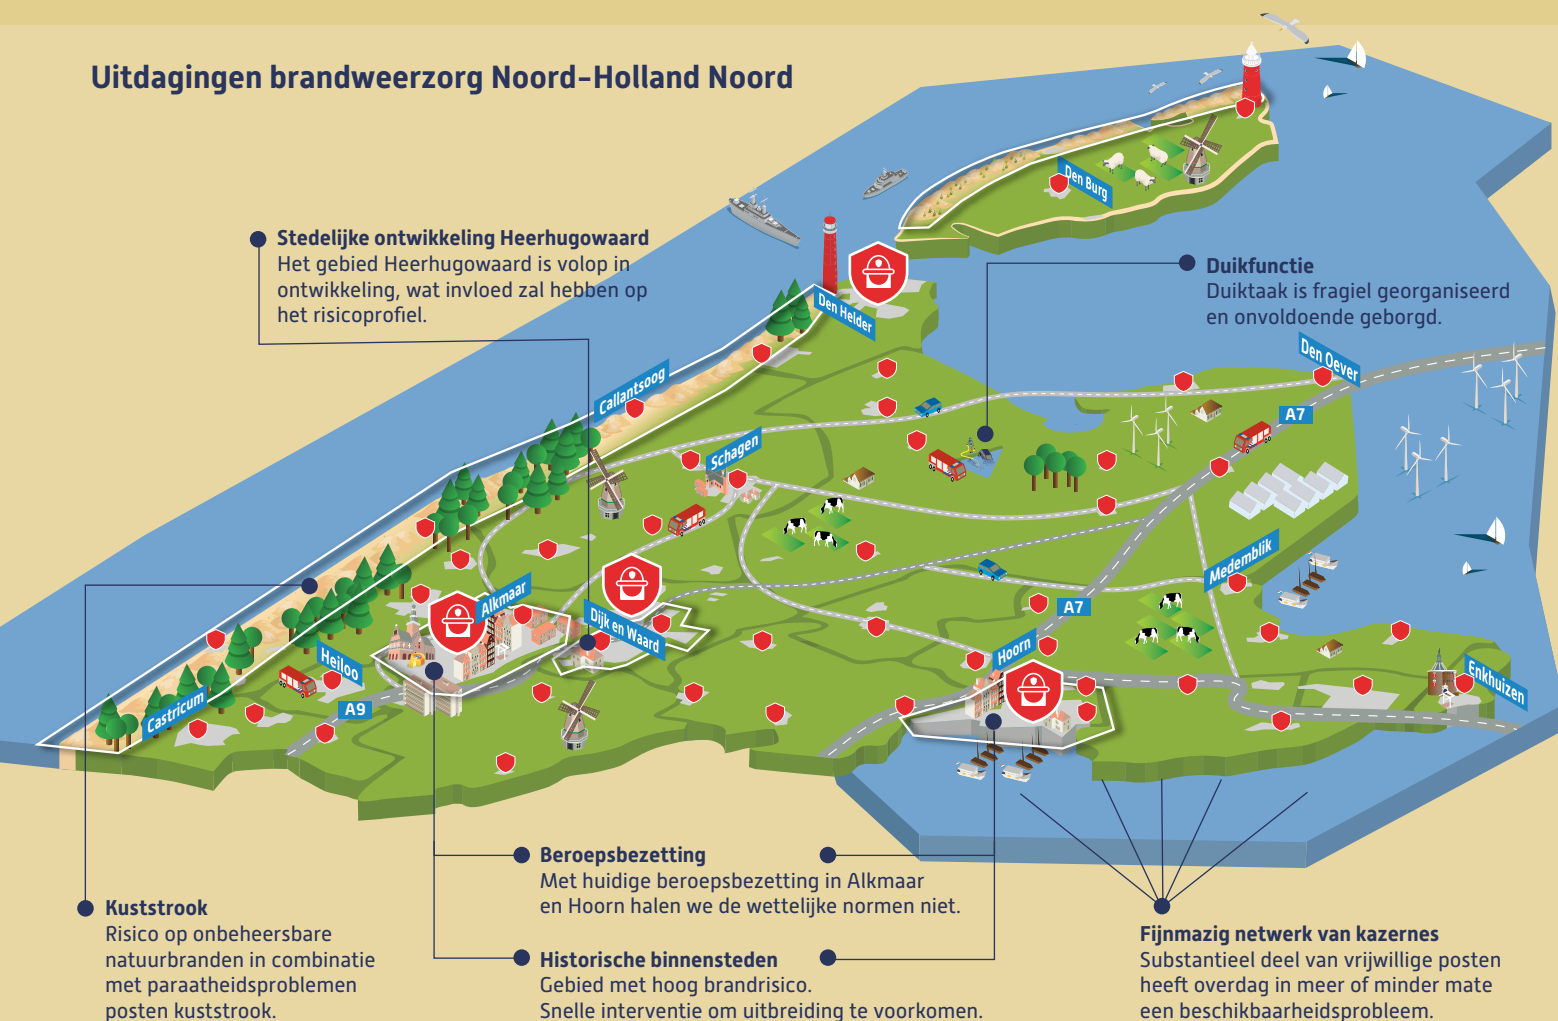 Uitdagingen brandweerzorg Noord-Holland Noord
Stedelijke ontwikkeling Heerhugowaard
Het gebied Heerhugowaard is volop in
ontwikkeling, wat invloed zal hebben op
het risicoprofiel.
Duikfunctie
Duiktaak is fragiel georganiseerd
en onvoldoende geborgd.
Den Burg
Den Helder
Den Oever
A7
Callantsoog
Schagen
Medemblik
A7
Alkmaar
Dijk en Waard
Hoorn
Heiloo
Enkhuizen
Castricum
A9
Beroepsbezetting
Met huidige beroepsbezetting in Alkmaar
en Hoorn halen we de wettelijke normen niet.
Kuststrook
Risico op onbeheersbare
natuurbranden in combinatie
met paraatheidsproblemen
posten kuststrook.
Historische binnensteden
Gebied met hoog brandrisico.
Snelle interventie om uitbreiding te voorkomen.
Fijnmazig netwerk van kazernes
Substantieel deel van vrijwillige posten
heeft overdag in meer of minder mate
een beschikbaarheidsprobleem.